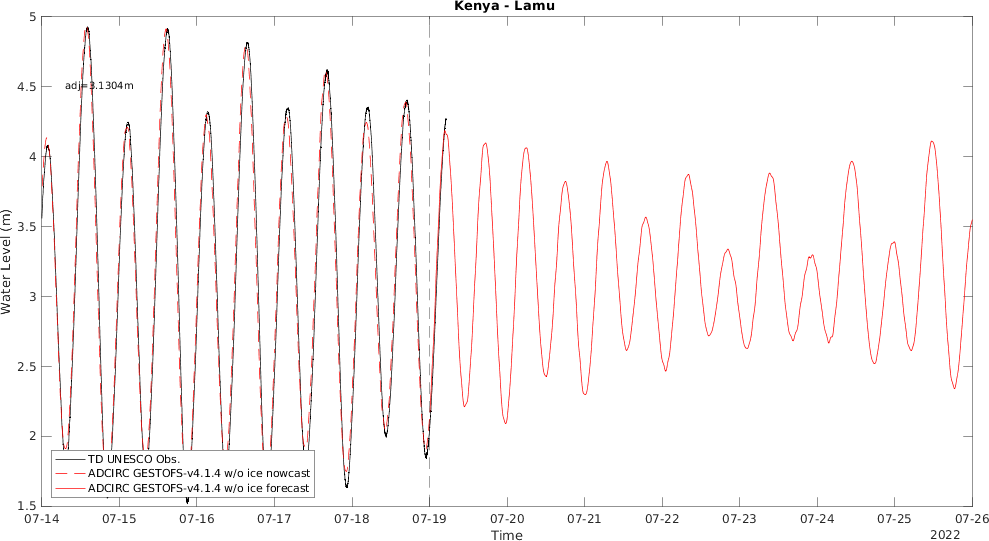 Kenya - Lamu
5
4.5
4
3.5
3
2.5
2
1.5
Water Level (m)
adj=3.1304m
TD UNESCO Obs.
ADCIRC GESTOFS-v4.1.4 w/o ice nowcast
ADCIRC GESTOFS-v4.1.4 w/o ice forecast
07-14 07-15 07-16 07-17 07-18 07-19 07-20 07-21 07-22 07-23 07-24 07-25 07-26
Time
2022